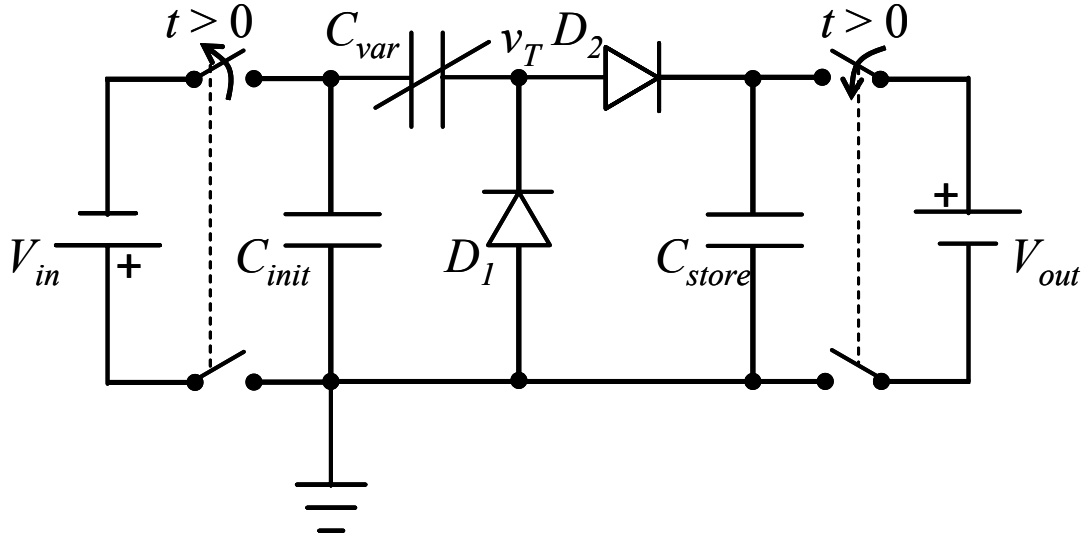 t > 0
C_var
v_T
D_2
t > 0
+
V_in
+
C_init
D_1
C_store
V_out